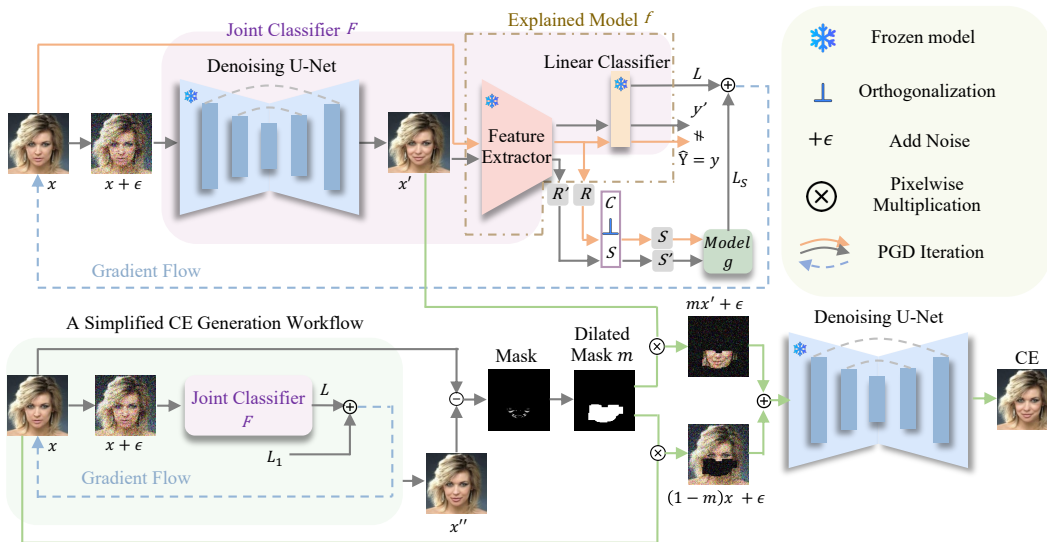 Joint Classifier F
Explained Model f
Denoising U-Net
Linear Classifier
Feature
Extractor
x
x + ϵ
x′
L
y′
Ŷ = y
L_S
R′
R
C
S
S
S′
Model
g
Gradient Flow
Frozen model
Orthogonalization
+ϵ
Add Noise
Pixelwise
Multiplication
PGD Iteration
A Simplified CE Generation Workflow
x
x + ϵ
Joint Classifier
F
L
L₁
Gradient Flow
x′′
Mask
Dilated
Mask m
mx′ + ϵ
(1 − m)x + ϵ
Denoising U-Net
CE